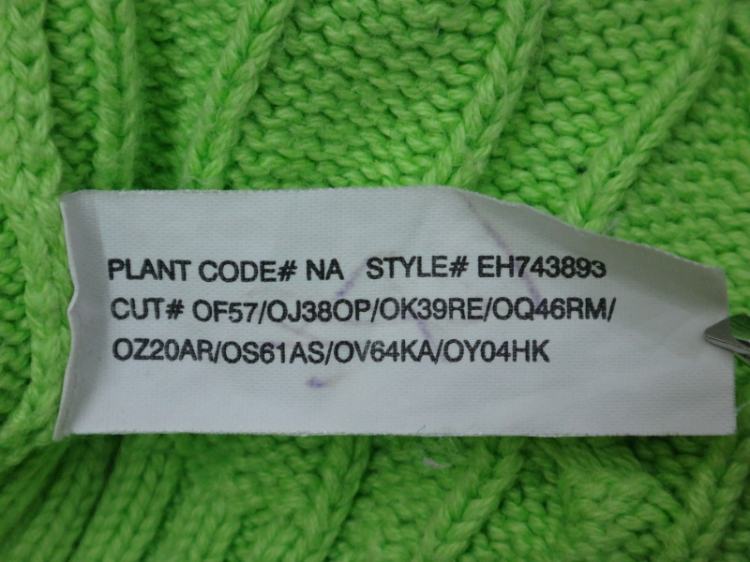 PLANT CODE# NA STYLE# EH743893
CUT# OF57/OJ38OP/OK39RE/OQ46RM/
OZ20AR/OS61AS/OV64KA/OY04HK